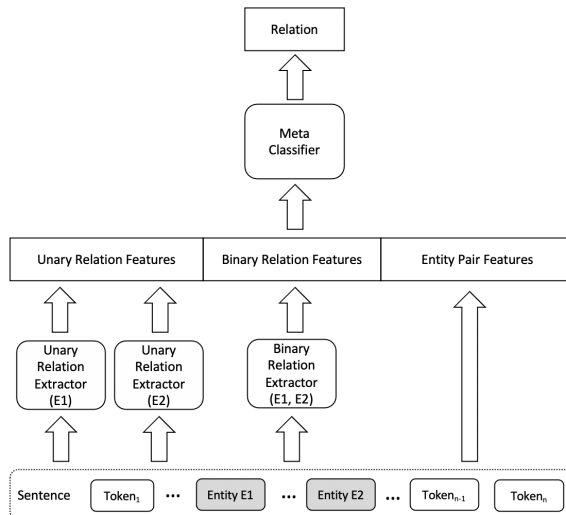 Relation
Meta
Classifier
Unary Relation Features
Binary Relation Features
Entity Pair Features
Unary
Relation
Extractor
(E1)
Unary
Relation
Extractor
(E2)
Binary
Relation
Extractor
(E1, E2)
Sentence
Token₁
...
Entity E1
...
Entity E2
...
Tokenₙ₋₁
Tokenₙ